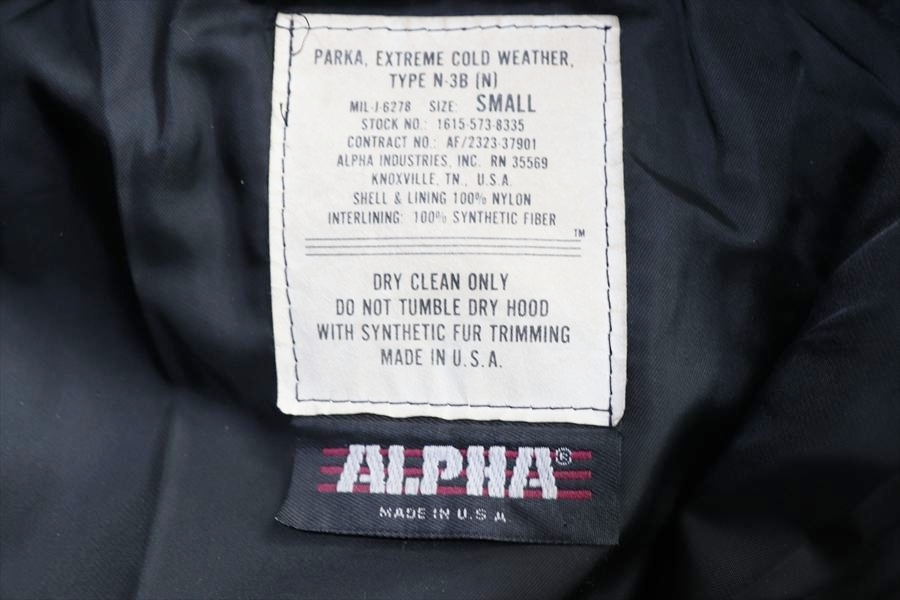 PARKA, EXTREME COLD WEATHER,
TYPE N-3B (N)
MIL-J-6278 SIZE: SMALL
STOCK NO.: 1615-573-8335
CONTRACT NO.: AF/2323-37901
ALPHA INDUSTRIES, INC. RN 35569
KNOXVILLE, TN., U.S.A.
SHELL & LINING 100% NYLON
INTERLINING: 100% SYNTHETIC FIBER
TM
DRY CLEAN ONLY
DO NOT TUMBLE DRY HOOD
WITH SYNTHETIC FUR TRIMMING
MADE IN U.S.A.
ALPHA®
MADE IN U.S.A